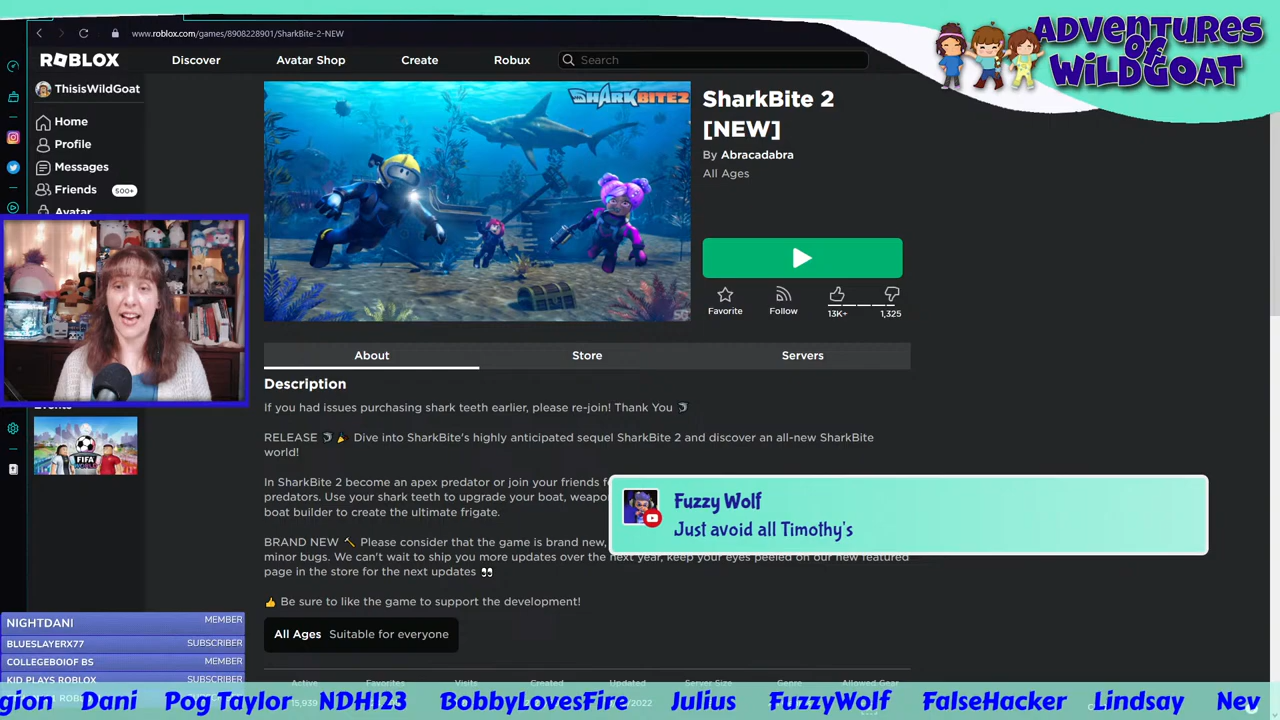 www.roblox.com/games/8908228901/SharkBite-2-NEW
ADVENTURES
OF
WILDGOAT
ROBLOX
Discover
Avatar Shop
Create
Robux
Search
ThisisWildGoat
Home
Profile
Messages
Friends
500+
Avatar
SHARKBITE2
SharkBite 2
[NEW]
By Abracadabra
All Ages
Favorite
Follow
13K+
1,325
About
Store
Servers
Description
If you had issues purchasing shark teeth earlier, please re-join! Thank You
RELEASE Dive into SharkBite's highly anticipated sequel SharkBite 2 and discover an all-new SharkBite
world!
In SharkBite 2 become an apex predator or join your friends
predators. Use your shark teeth to upgrade your boat,
boat builder to create the ultimate frigate.
BRAND NEW Please consider that the game is brand new,
minor bugs. We can't wait to ship you more updates over the next year, keep your eyes peeled on our new featured
page in the store for the next updates
Be sure to like the game to support the development!
Fuzzy Wolf
Just avoid all Timothy's
All Ages Suitable for everyone
FIFA
WORLD
NIGHTDANI MEMBER
BLUESLAYERX77 SUBSCRIBER
COLLEGEBOIOF BS MEMBER
KID PLAYS ROBLOX SUBSCRIBER
gion Dani Pog Taylor NDH123 BobbyLovesFire Julius FuzzyWolf FalseHacker Lindsay Nev